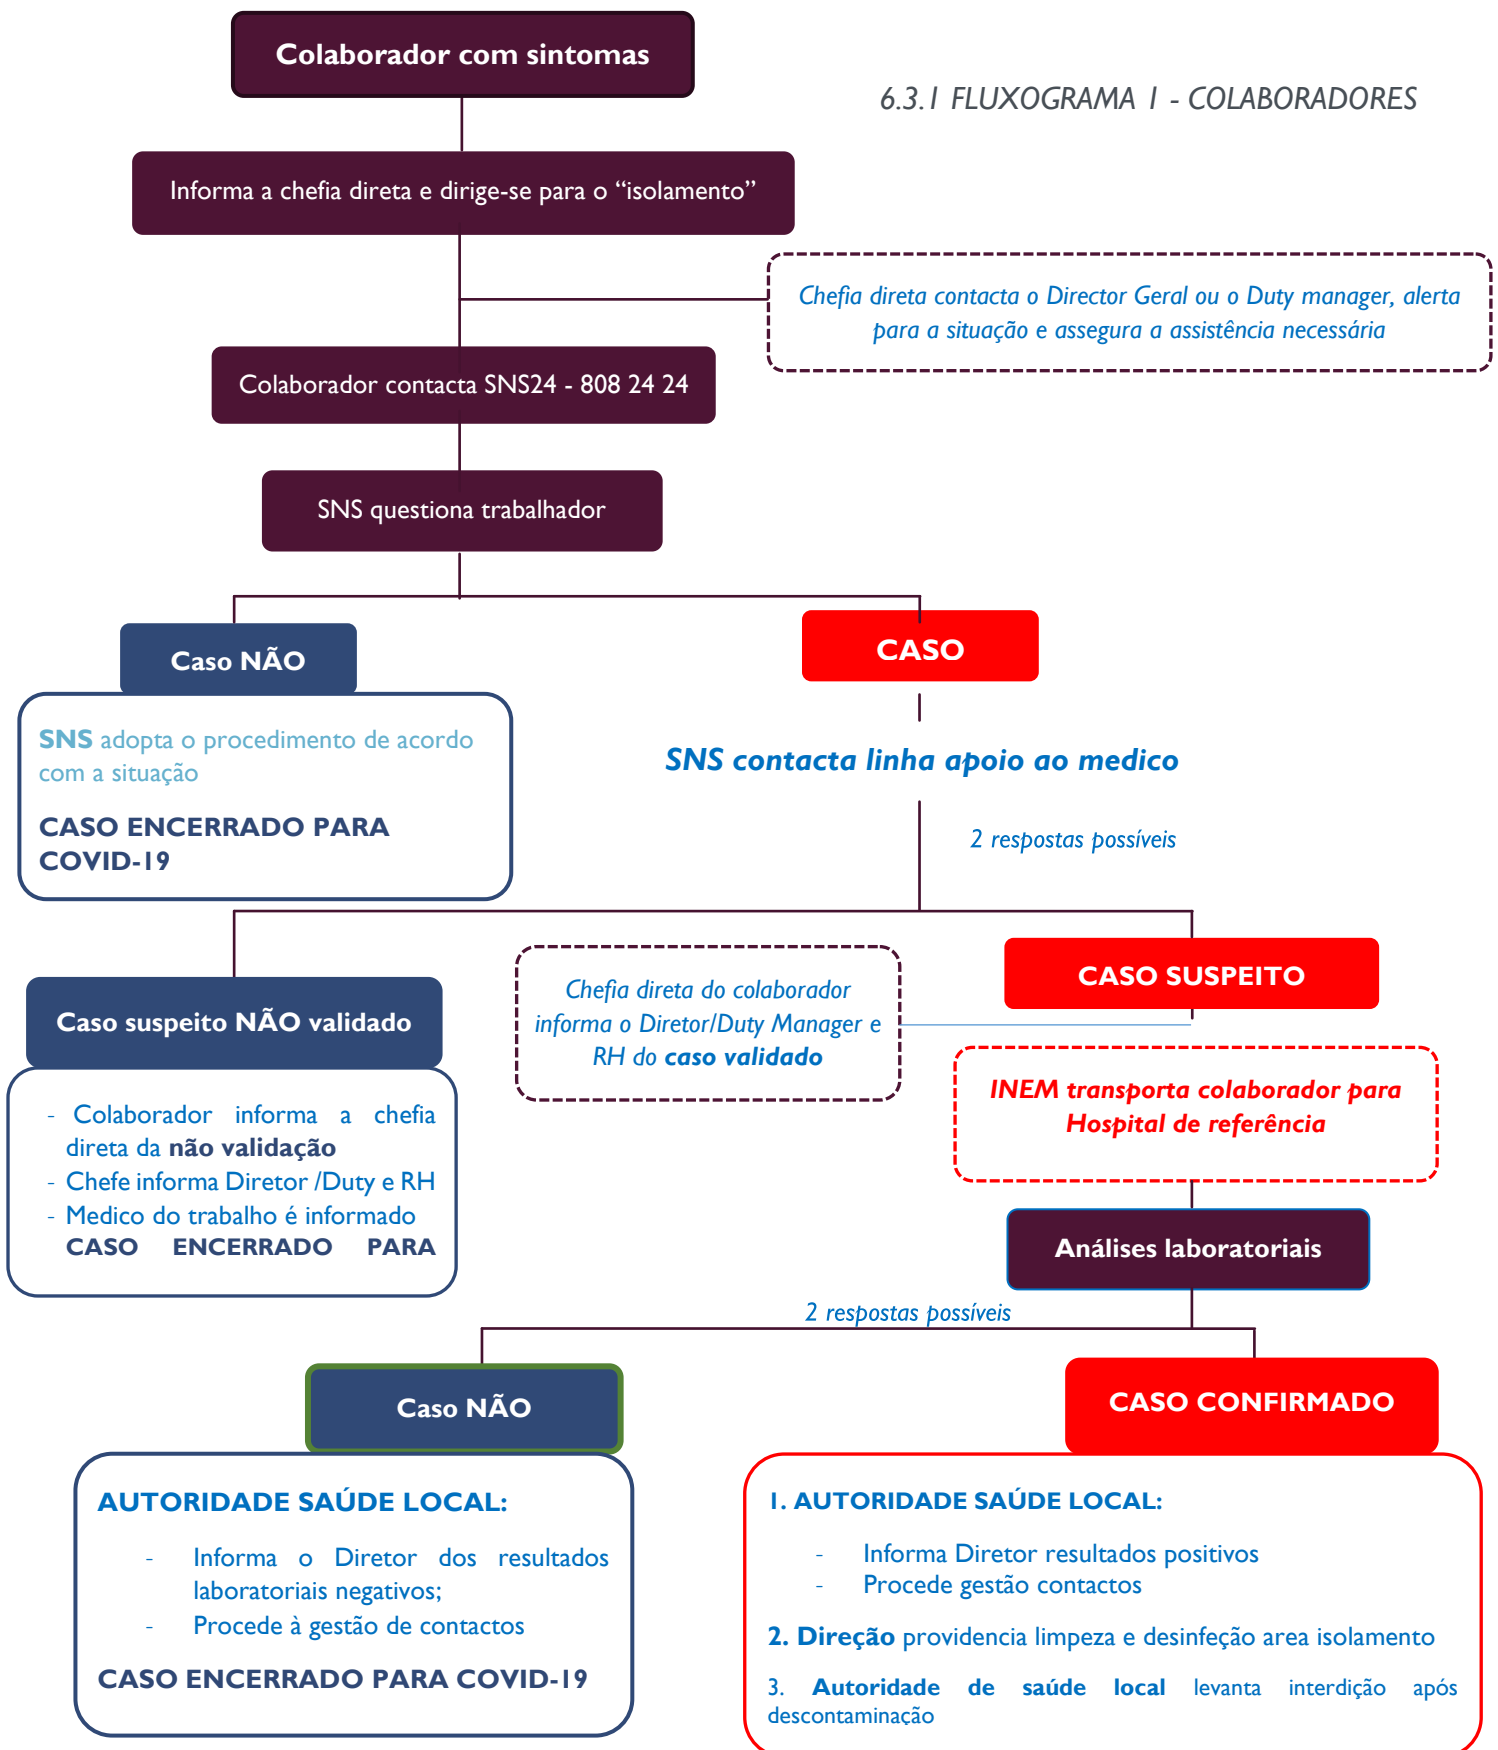 Colaborador com sintomas
6.3.1 FLUXOGRAMA 1 - COLABORADORES
Informa a chefia direta e dirige-se para o “isolamento”
Chefia direta contacta o Director Geral ou o Duty manager, alerta
para a situação e assegura a assistência necessária
Colaborador contacta SNS24 - 808 24 24
SNS questiona trabalhador
Caso NÃO
CASO
SNS adopta o procedimento de acordo
com a situação
CASO ENCERRADO PARA
COVID-19
SNS contacta linha apoio ao medico
2 respostas possíveis
Caso suspeito NÃO validado
- Colaborador informa a chefia
direta da não validação
- Chefe informa Diretor /Duty e RH
- Medico do trabalho é informado
CASO ENCERRADO PARA
Chefia direta do colaborador
informa o Diretor/Duty Manager e
RH do caso validado
CASO SUSPEITO
INEM transporta colaborador para
Hospital de referência
Análises laboratoriais
2 respostas possíveis
Caso NÃO
AUTORIDADE SAÚDE LOCAL:
- Informa o Diretor dos resultados
laboratoriais negativos;
- Procede à gestão de contactos
CASO ENCERRADO PARA COVID-19
CASO CONFIRMADO
1. AUTORIDADE SAÚDE LOCAL:
- Informa Diretor resultados positivos
- Procede gestão contactos
2. Direção providencia limpeza e desinfeção area isolamento
3. Autoridade de saúde local levanta interdição após
descontaminação